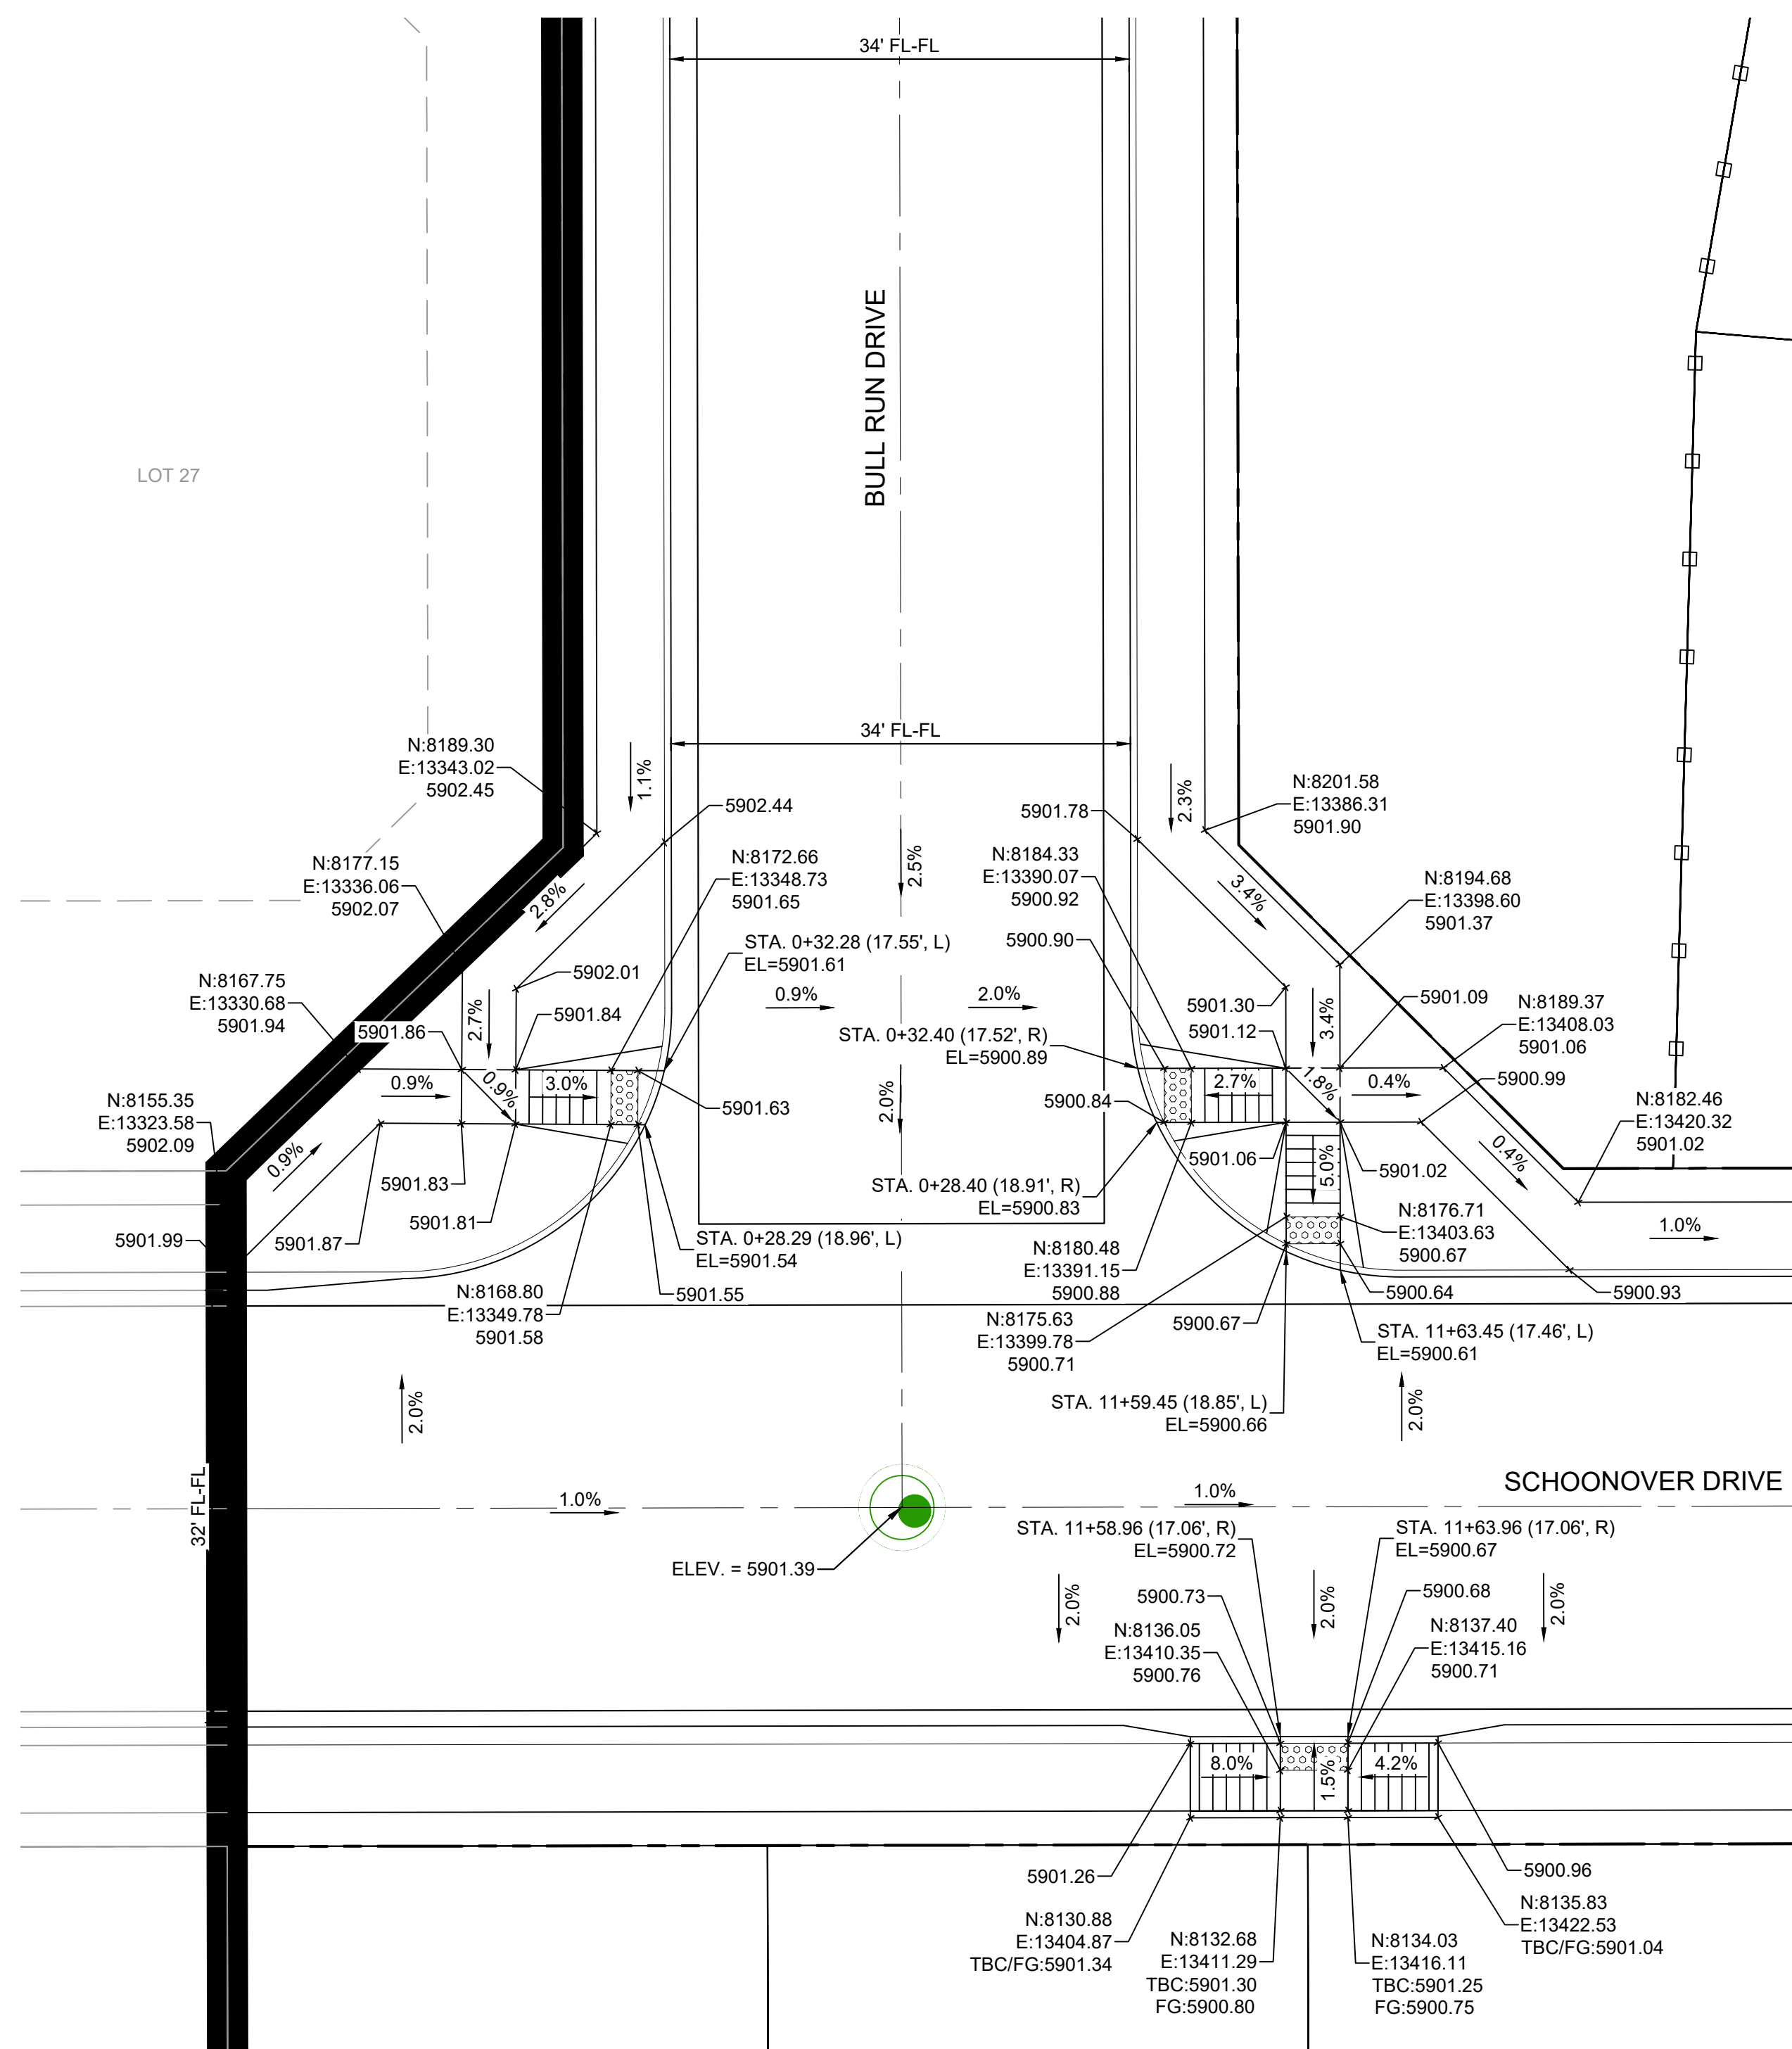 34' FL-FL
BULL RUN DRIVE
LOT 27
34' FL-FL
N:8189.30
E:13343.02
5902.45
1.1%
5902.44
2.3%
5901.78
N:8201.58
E:13386.31
5901.90
N:8177.15
E:13336.06
5902.07
2.8%
N:8172.66
E:13348.73
5901.65
2.5%
N:8184.33
E:13390.07
5900.92
3.4%
N:8194.68
E:13398.60
5901.37
STA. 0+32.28 (17.55', L)
EL=5901.61
5900.90
N:8167.75
E:13330.68
5901.94
5902.01
0.9%
2.0%
5901.30
5901.09
N:8189.37
E:13408.03
5901.06
5901.86
2.7%
5901.84
STA. 0+32.40 (17.52', R)
EL=5900.89
5901.12
3.4%
0.9%
0.9%
3.0%
2.7%
1.8%
0.4%
5900.99
N:8155.35
E:13323.58
5902.09
5901.63
2.0%
5900.84
N:8182.46
E:13420.32
5901.02
0.9%
5901.83
5901.06
5.0%
5901.02
0.4%
5901.81
STA. 0+28.40 (18.91', R)
EL=5900.83
N:8176.71
E:13403.63
5900.67
5901.99
5901.87
STA. 0+28.29 (18.96', L)
EL=5901.54
N:8180.48
E:13391.15
5900.88
1.0%
N:8168.80
E:13349.78
5901.58
5901.55
5900.64
5900.93
N:8175.63
E:13399.78
5900.71
5900.67
STA. 11+63.45 (17.46', L)
EL=5900.61
2.0%
STA. 11+59.45 (18.85', L)
EL=5900.66
2.0%
32' FL-FL
SCHOONOVER DRIVE
1.0%
1.0%
ELEV. = 5901.39
STA. 11+58.96 (17.06', R)
EL=5900.72
STA. 11+63.96 (17.06', R)
EL=5900.67
2.0%
2.0%
2.0%
5900.73
5900.68
N:8136.05
E:13410.35
5900.76
N:8137.40
E:13415.16
5900.71
8.0%
1.5%
4.2%
5901.26
5900.96
N:8130.88
E:13404.87
TBC/FG:5901.34
N:8132.68
E:13411.29
TBC:5901.30
FG:5900.80
N:8134.03
E:13416.11
TBC:5901.25
FG:5900.75
N:8135.83
E:13422.53
TBC/FG:5901.04